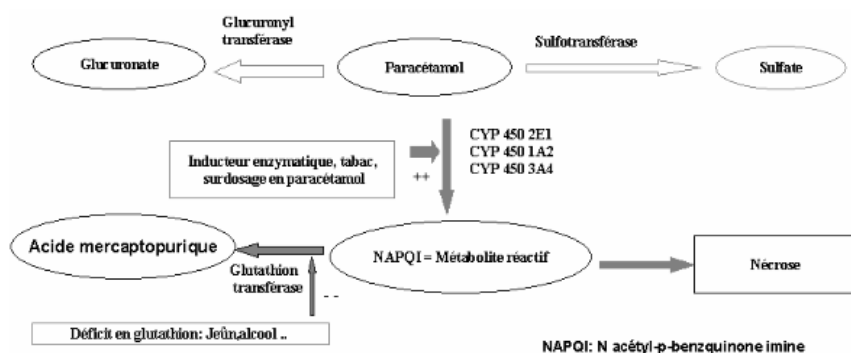 Glucuronyl
transférase
Sulfotransférase
Glucuronate
Paracétamol
Sulfate
CYP 450 2E1
CYP 450 1A2
CYP 450 3A4
Inducteur enzymatique, tabac,
surdosage en paracétamol
++
Acide mercaptopurique
NAPQI = Métabolite réactif
Nécrose
Glutathion
transférase
- -
Déficit en glutathion: Jeûn,alcool ..
NAPQI: N acétyl-p-benzquinone imine